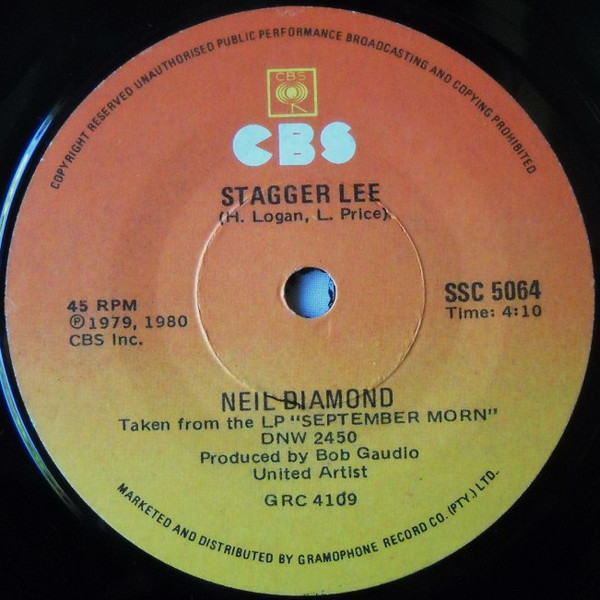 COPYRIGHT RESERVED UNAUTHORISED PUBLIC PERFORMANCE BROADCASTING AND COPYING PROHIBITED
CBS
CBS
STAGGER LEE
(H. Logan, L. Price)
45 RPM
℗ 1979, 1980
CBS Inc.
SSC 5064
Time: 4:10
NEIL DIAMOND
Taken from the LP "SEPTEMBER MORN"
DNW 2450
Produced by Bob Gaudio
United Artist
GRC 4109
MARKETED AND DISTRIBUTED BY GRAMOPHONE RECORD CO. (PTY.) LTD.